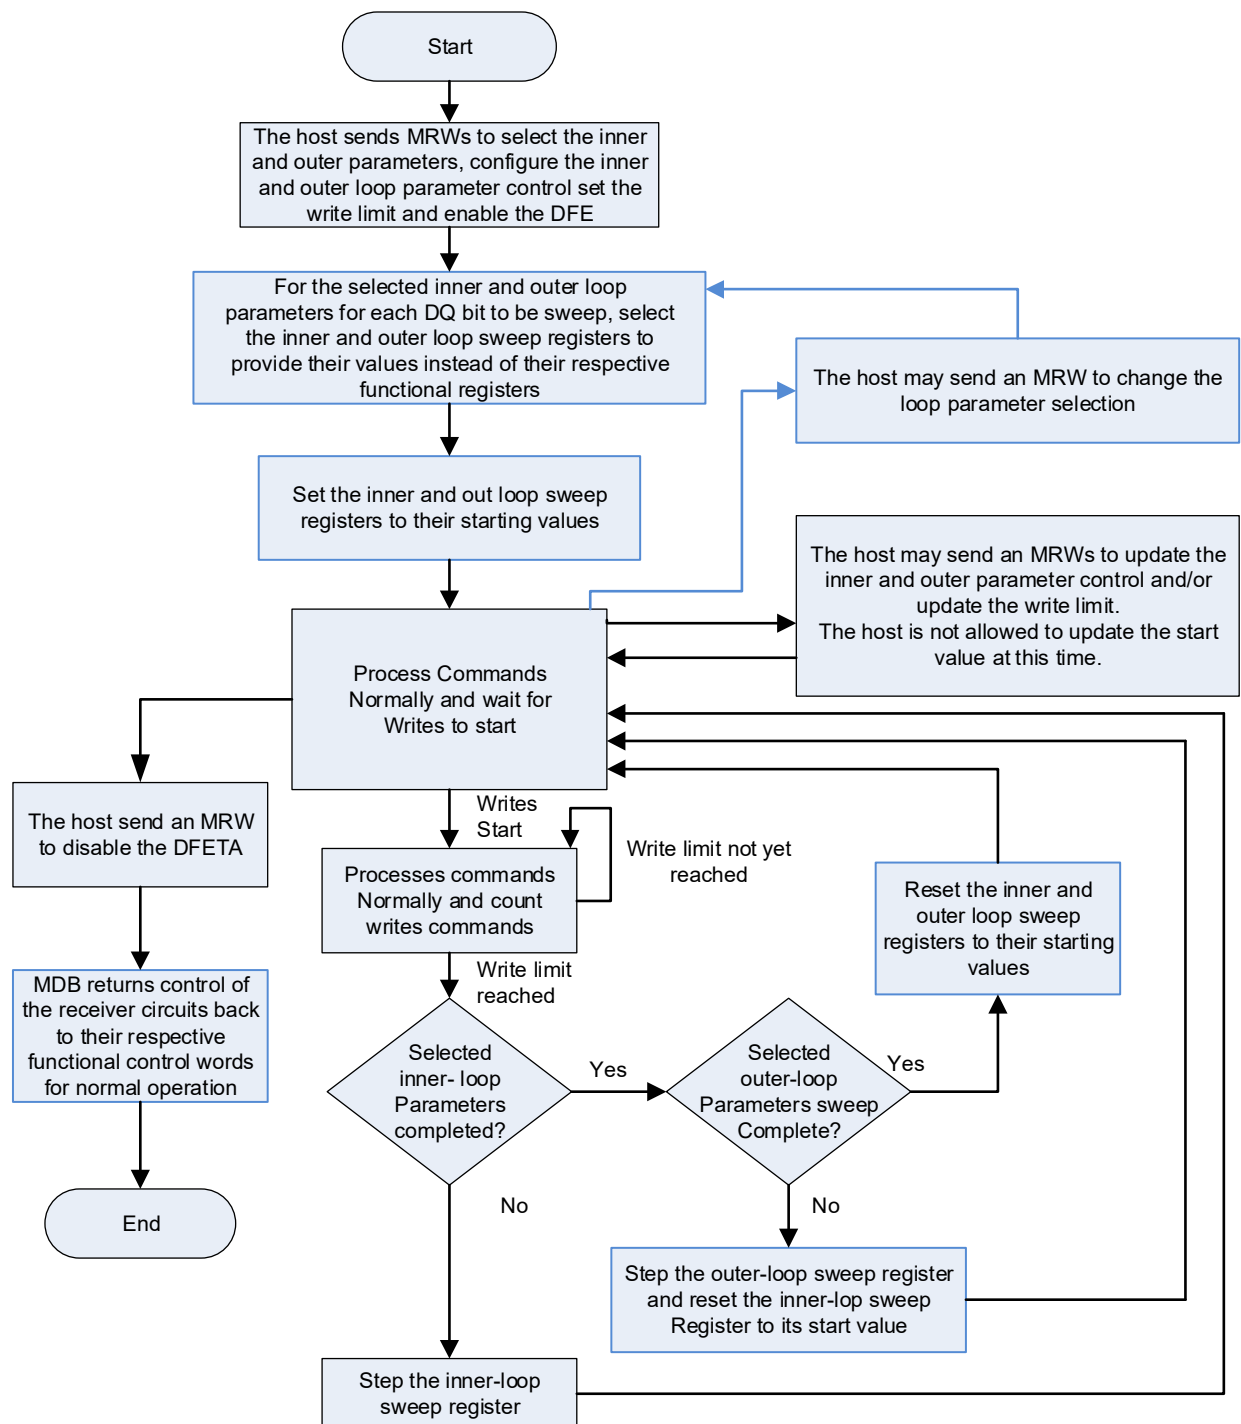 Start
The host sends MRWs to select the inner
and outer parameters, configure the inner
and outer loop parameter control set the
write limit and enable the DFE
For the selected inner and outer loop
parameters for each DQ bit to be sweep, select
the inner and outer loop sweep registers to
provide their values instead of their respective
functional registers
The host may send an MRW to change the
loop parameter selection
Set the inner and out loop sweep
registers to their starting values
The host may send an MRWs to update the
inner and outer parameter control and/or
update the write limit.
The host is not allowed to update the start
value at this time.
Process Commands
Normally and wait for
Writes to start
The host send an MRW
to disable the DFETA
Writes
Start
Write limit not yet
reached
Processes commands
Normally and count
writes commands
Reset the inner and
outer loop sweep
registers to their starting
values
Write limit
reached
MDB returns control of
the receiver circuits back
to their respective
functional control words
for normal operation
Selected
inner- loop
Parameters
completed?
Yes
Selected
outer-loop
Parameters sweep
Complete?
Yes
No
No
End
Step the outer-loop sweep register
and reset the inner-lop sweep
Register to its start value
Step the inner-loop
sweep register